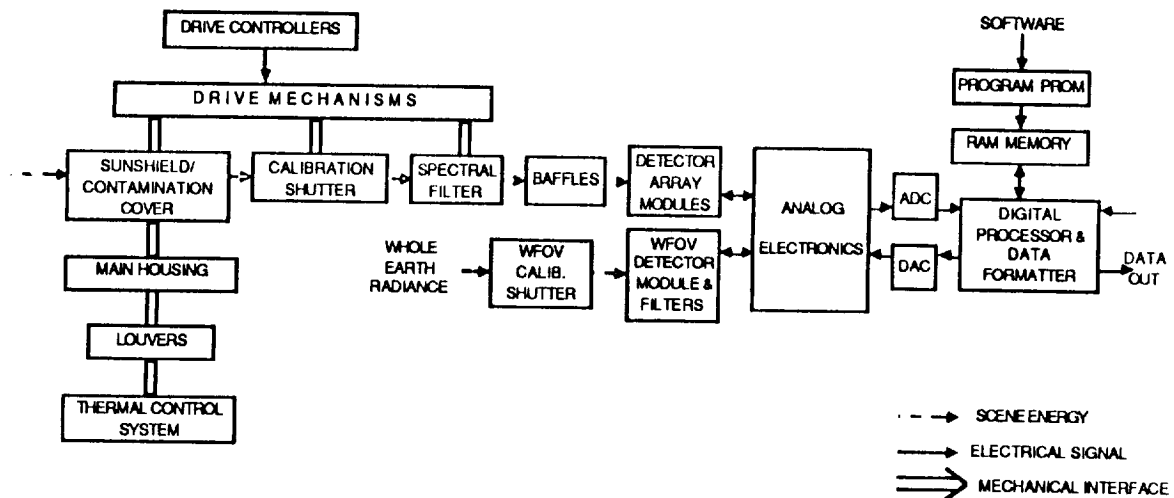 DRIVE CONTROLLERS
DRIVE MECHANISMS
SUNSHIELD/
CONTAMINATION
COVER
CALIBRATION
SHUTTER
SPECTRAL
FILTER
BAFFLES
DETECTOR
ARRAY
MODULES
ANALOG
ELECTRONICS
ADC
DAC
SOFTWARE
PROGRAM PROM
RAM MEMORY
DIGITAL
PROCESSOR &
DATA
FORMATTER
DATA
OUT
WHOLE
EARTH
RADIANCE
WFOV
CALIB.
SHUTTER
WFOV
DETECTOR
MODULE &
FILTERS
MAIN HOUSING
LOUVERS
THERMAL CONTROL
SYSTEM
SCENE ENERGY
ELECTRICAL SIGNAL
MECHANICAL INTERFACE